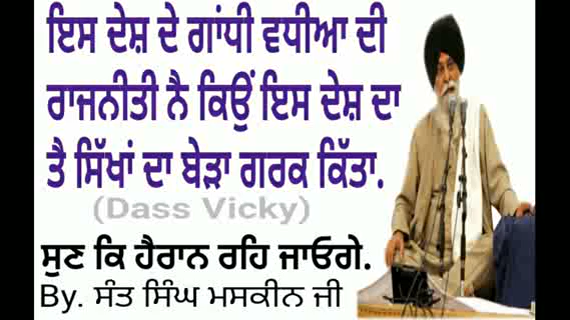 ਇਸ ਦੇਸ਼ ਦੇ ਗਾਂਧੀ ਵਧੀਆ ਦੀ
ਰਾਜਨੀਤੀ ਨੈ ਕਿਉਂ ਇਸ ਦੇਸ਼ ਦਾ
ਤੈ ਸਿੱਖਾਂ ਦਾ ਬੇੜਾ ਗਰਕ ਕਿੱਤਾ.
(Dass Vicky)
ਸੁਣ ਕਿ ਹੈਰਾਨ ਰਹਿ ਜਾਓਗੇ.
By. ਸੰਤ ਸਿੰਘ ਮਸਕੀਨ ਜੀ